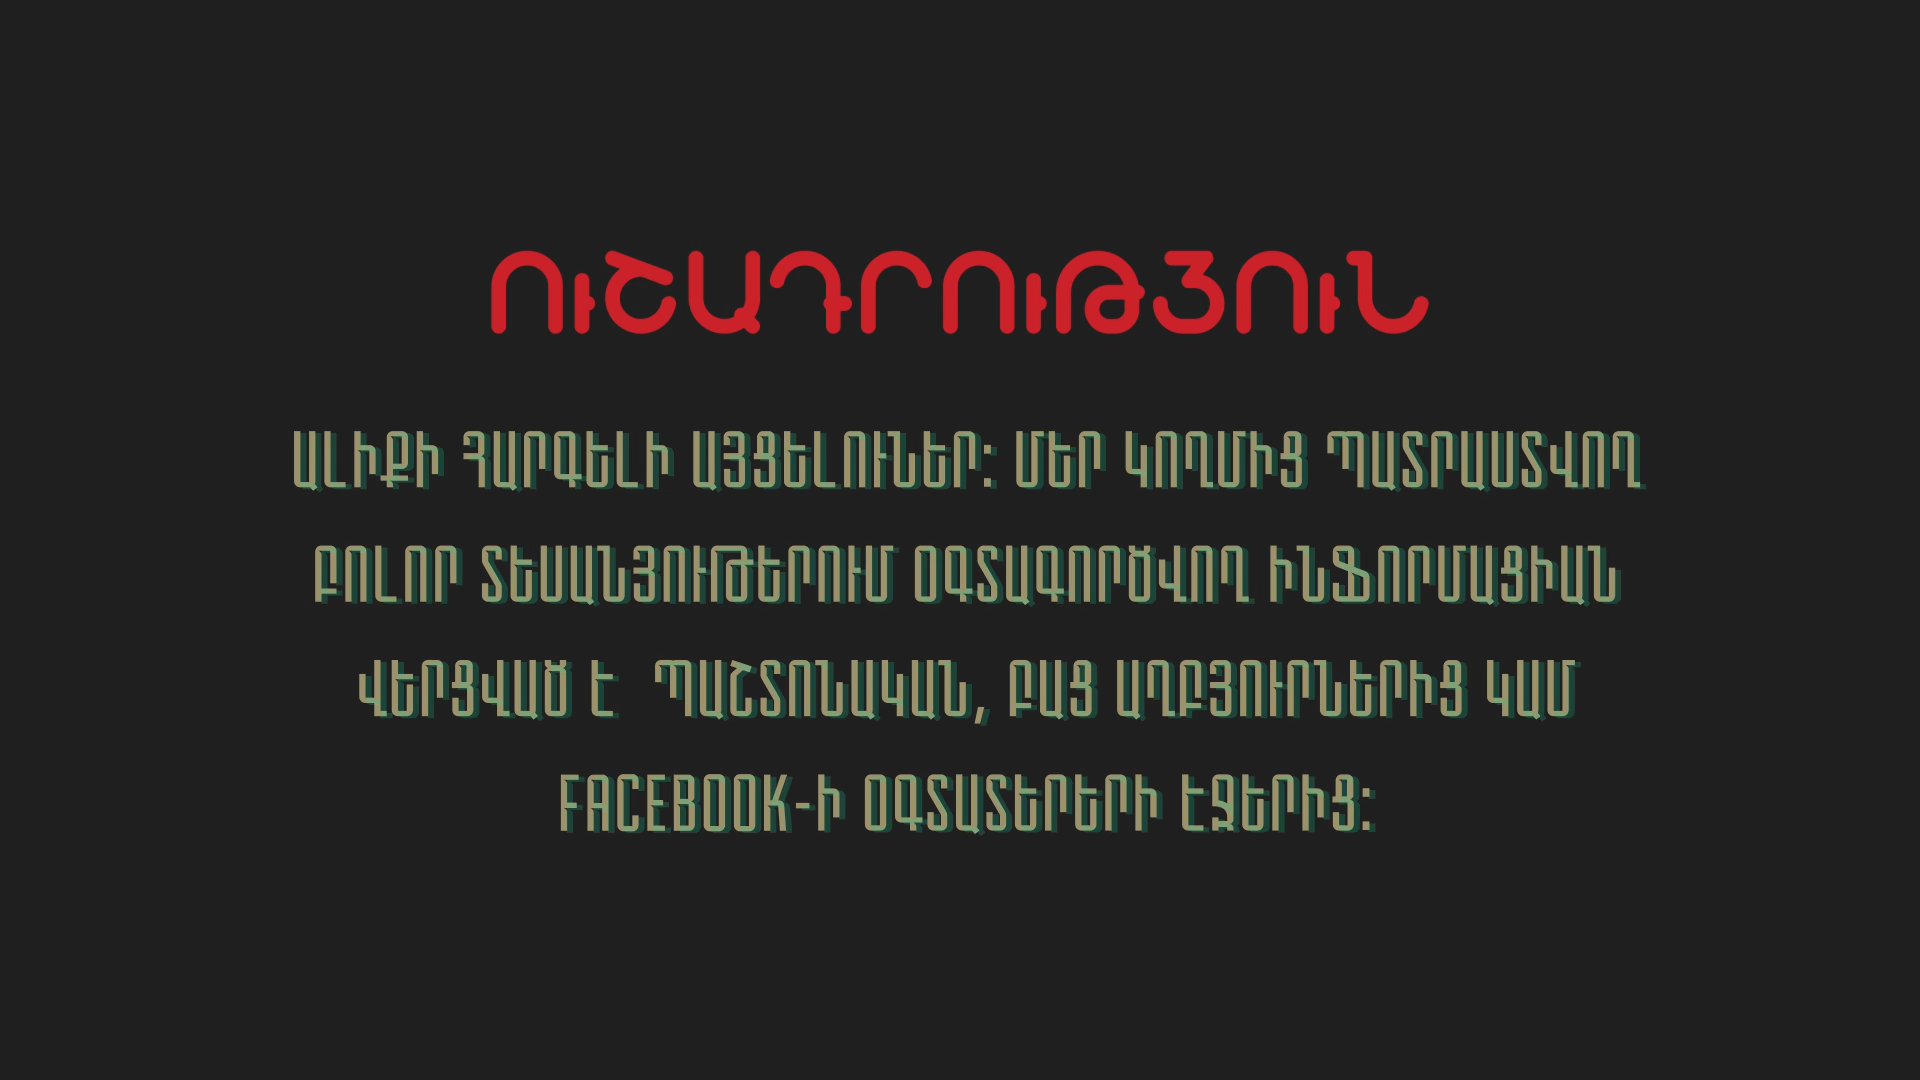 ՈՒՇԱԴՐՈՒԹՅՈՒՆ
ԱԼԻՔԻ ՀԱՐԳԵԼԻ ԱՅՑԵԼՈՒՆԵՐ: ՄԵՐ ԿՈՂՄԻՑ ՊԱՏՐԱՍՏՎՈՂ
ԲՈԼՈՐ ՏԵՍԱՆՅՈՒԹԵՐՈՒՄ ՕԳՏԱԳՈՐԾՎՈՂ ԻՆՖՈՐՄԱՑԻԱՆ
ՎԵՐՑՎԱԾ Է ՊԱՇՏՈՆԱԿԱՆ, ԲԱՑ ԱՂԲՅՈՒՐՆԵՐԻՑ ԿԱՄ
FACEBOOK-Ի ՕԳՏԱՏԵՐԵՐԻ ԷՋԵՐԻՑ: